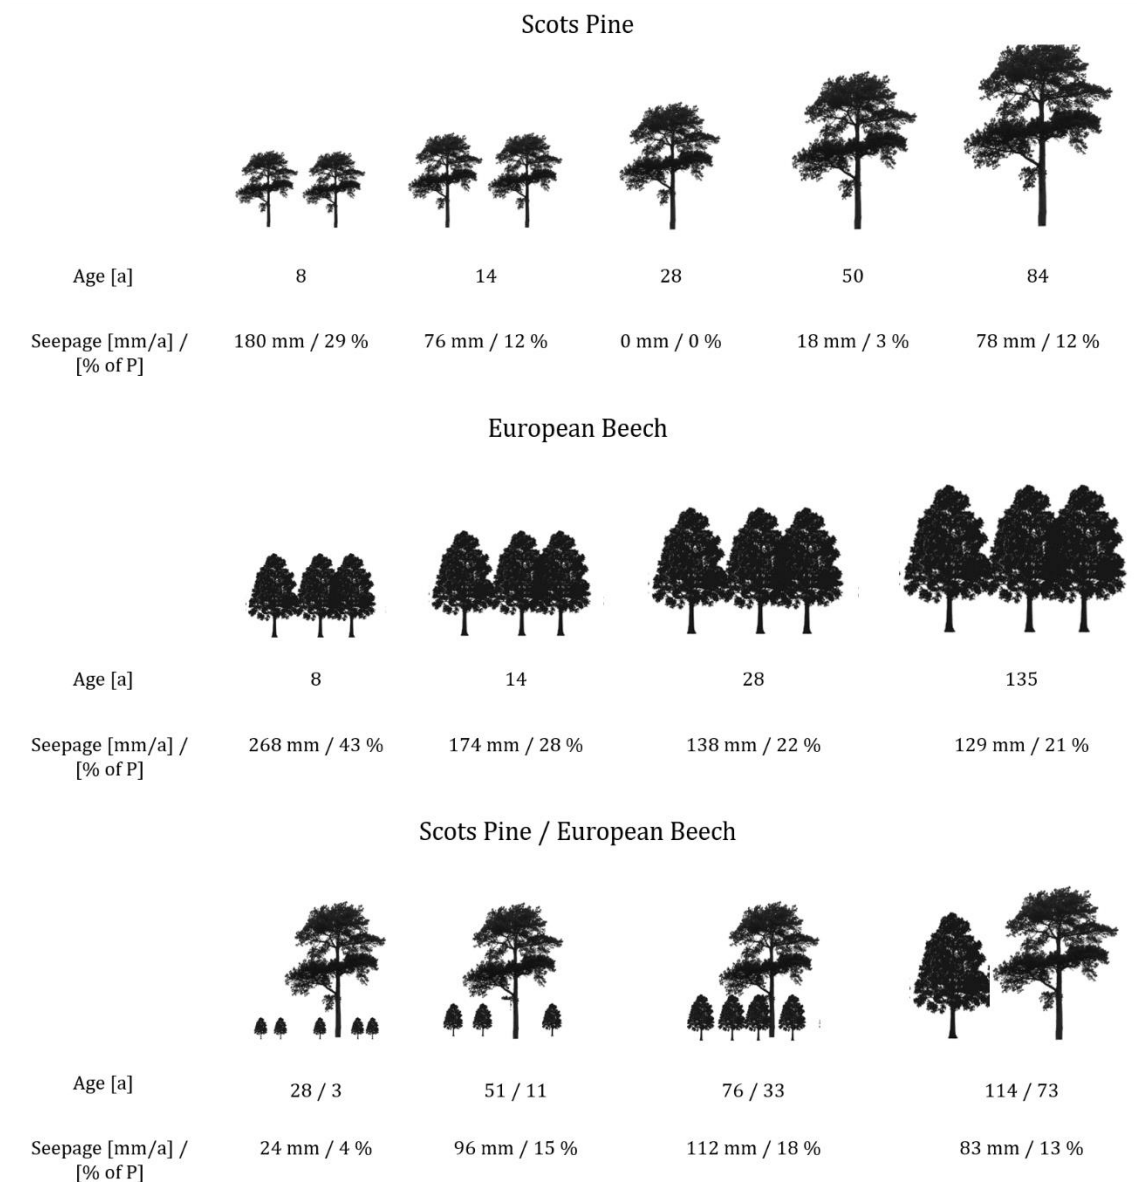 Scots Pine
Age [a] 8 14 28 50 84
Seepage [mm/a] / 180 mm / 29 % 76 mm / 12 % 0 mm / 0 % 18 mm / 3 % 78 mm / 12 %
[% of P]
European Beech
Age [a] 8 14 28 135
Seepage [mm/a] / 268 mm / 43 % 174 mm / 28 % 138 mm / 22 % 129 mm / 21 %
[% of P]
Scots Pine / European Beech
Age [a] 28 / 3 51 / 11 76 / 33 114 / 73
Seepage [mm/a] / 24 mm / 4 % 96 mm / 15 % 112 mm / 18 % 83 mm / 13 %
[% of P]